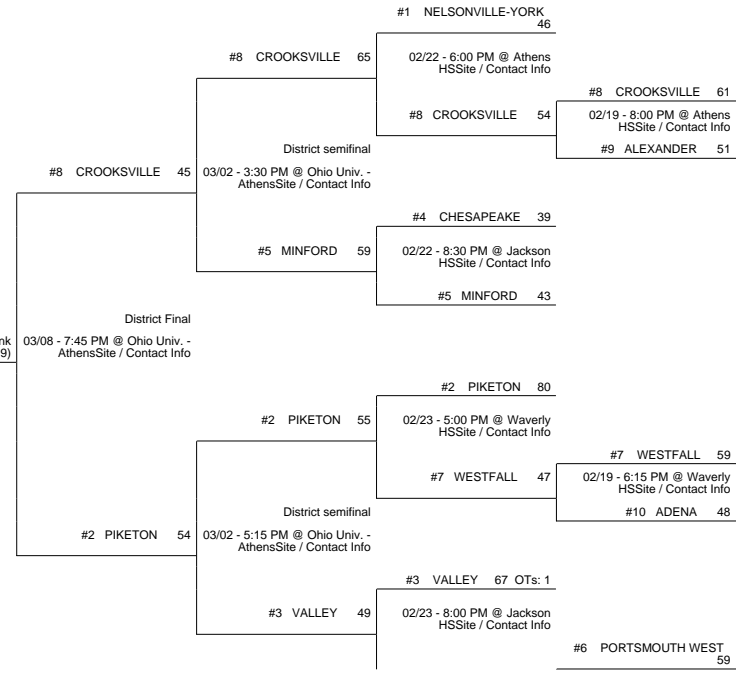 #1 NELSONVILLE-YORK
46
#8 CROOKSVILLE 65
02/22 - 6:00 PM @ Athens
HSSite / Contact Info
#8 CROOKSVILLE 61
#8 CROOKSVILLE 54
02/19 - 8:00 PM @ Athens
HSSite / Contact Info
District semifinal
#9 ALEXANDER 51
#8 CROOKSVILLE 45
03/02 - 3:30 PM @ Ohio Univ. -
AthensSite / Contact Info
#4 CHESAPEAKE 39
#5 MINFORD 59
02/22 - 8:30 PM @ Jackson
HSSite / Contact Info
#5 MINFORD 43
District Final
nk
9)
03/08 - 7:45 PM @ Ohio Univ. -
AthensSite / Contact Info
#2 PIKETON 80
#2 PIKETON 55
02/23 - 5:00 PM @ Waverly
HSSite / Contact Info
#7 WESTFALL 59
#7 WESTFALL 47
02/19 - 6:15 PM @ Waverly
HSSite / Contact Info
District semifinal
#10 ADENA 48
#2 PIKETON 54
03/02 - 5:15 PM @ Ohio Univ. -
AthensSite / Contact Info
#3 VALLEY 67 OTs: 1
#3 VALLEY 49
02/23 - 8:00 PM @ Jackson
HSSite / Contact Info
#6 PORTSMOUTH WEST
59